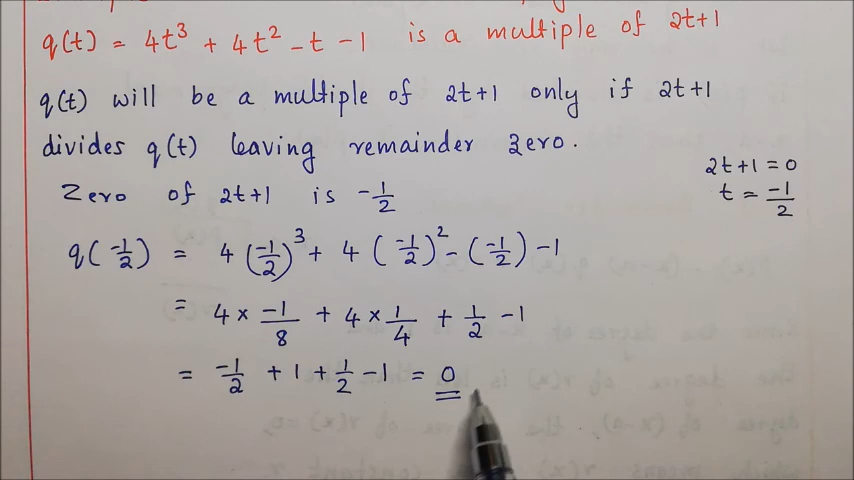 q(t) = 4t³ + 4t² - t - 1 is a multiple of 2t+1
q(t) will be a multiple of 2t+1 only if 2t+1
divides q(t) leaving remainder zero.
2t+1 = 0
Zero of 2t+1 is -1/2
t = -1/2
q(-1/2) = 4(-1/2)³ + 4(-1/2)² - (-1/2) - 1
= 4 × -1/8 + 4 × 1/4 + 1/2 - 1
= -1/2 + 1 + 1/2 - 1 = 0